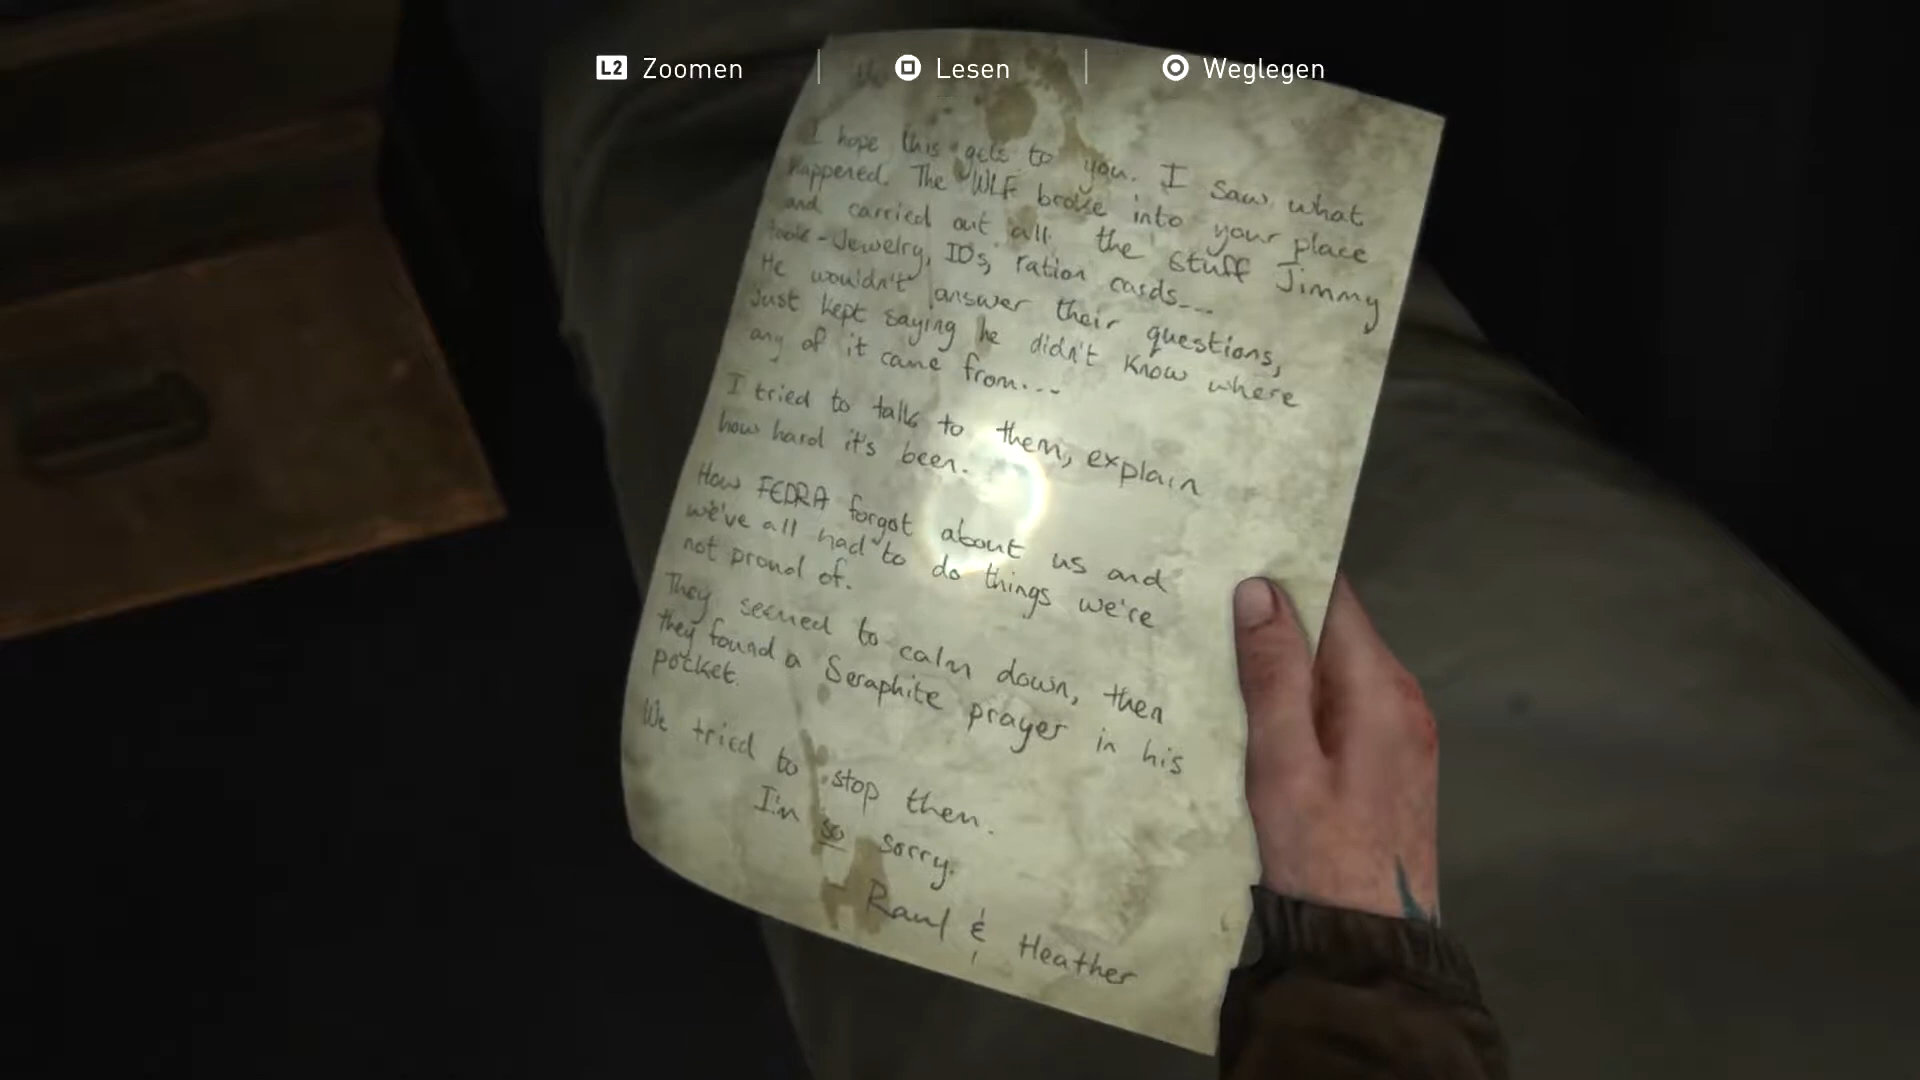 L2 Zoomen
Lesen
Weglegen
I hope this gets to you. I saw what
happened. The WLF broke into your place
and carried out all the stuff Jimmy
took - Jewelry, IDs, ration cards...
He wouldn't answer their questions,
Just kept saying he didn't know where
any of it came from...
I tried to talk to them, explain
how hard it's been.
How FEDRA forgot about us and
we've all had to do things we're
not proud of.
They seemed to calm down, then
they found a Seraphite prayer in his
pocket.
We tried to stop them.
I'm so sorry.
Raul & Heather